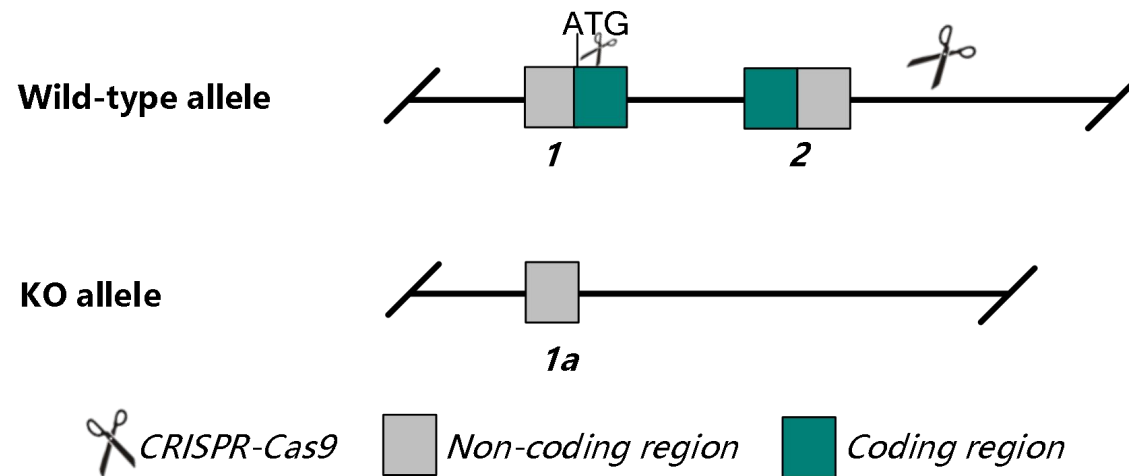 ATG
Wild-type allele
1 2
KO allele
1a
CRISPR-Cas9 Non-coding region Coding region